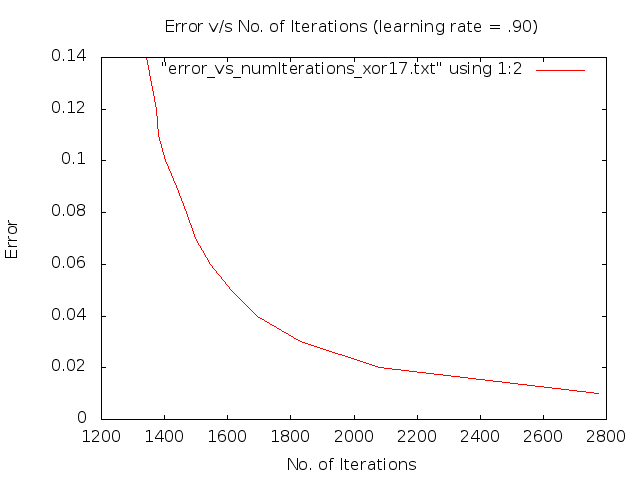 Error v/s No. of Iterations (learning rate = .90)
"error_vs_numIterations_xor17.txt" using 1:2
0.14
0.12
0.1
0.08
0.06
0.04
0.02
0
Error
1200 1400 1600 1800 2000 2200 2400 2600 2800
No. of Iterations